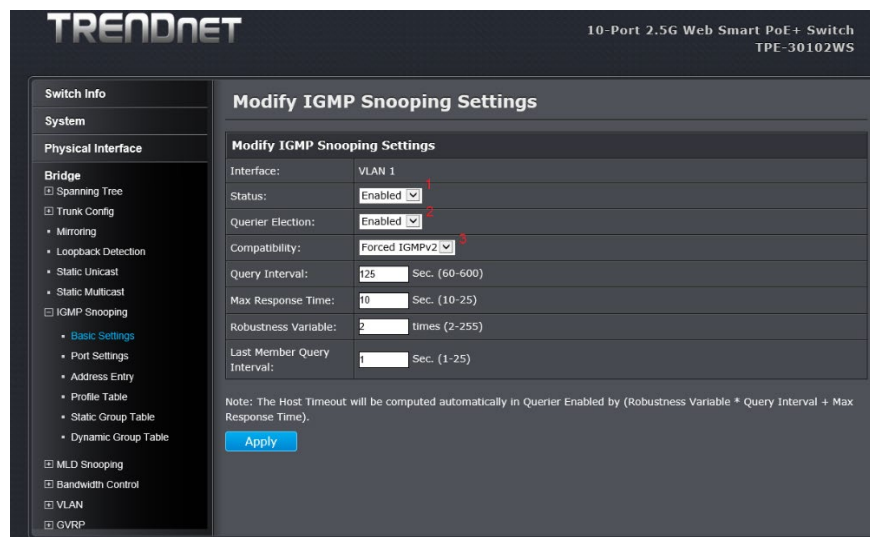 TRENDnET
10-Port 2.5G Web Smart PoE+ Switch
TPE-30102WS
Switch Info
System
Physical Interface
Bridge
Spanning Tree
Trunk Config
Mirroring
Loopback Detection
Static Unicast
Static Multicast
IGMP Snooping
Basic Settings
Port Settings
Address Entry
Profile Table
Static Group Table
Dynamic Group Table
MLD Snooping
Bandwidth Control
VLAN
GVRP
Modify IGMP Snooping Settings
Modify IGMP Snooping Settings
Interface: VLAN 1
Status: Enabled 1
Querier Election: Enabled 2
Compatibility: Forced IGMPv2 3
Query Interval: 125 Sec. (60-600)
Max Response Time: 10 Sec. (10-25)
Robustness Variable: 2 times (2-255)
Last Member Query
Interval: 1 Sec. (1-25)
Note: The Host Timeout will be computed automatically in Querier Enabled by (Robustness Variable * Query Interval + Max
Response Time).
Apply